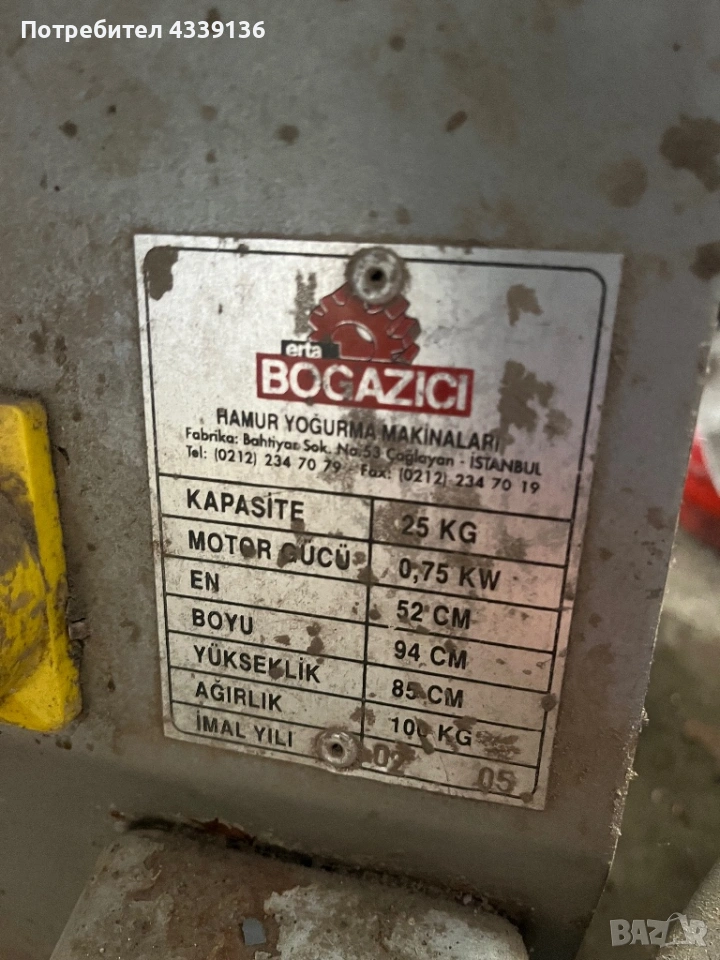 Потребител 4339136
erta
BOGAZICI
HAMUR YOĞURMA MAKİNALARI
Fabrika: Bahtiyar Sok. No:53 Çağlayan - İSTANBUL
Tel: (0212) 234 70 79 - Fax: (0212) 234 70 19
KAPASİTE 25 KG
MOTOR GÜCÜ 0,75 KW
EN 52 CM
BOYU 94 CM
YÜKSEKLİK 85 CM
AĞIRLIK 100 KG
İMAL YILI 02 05
BAZAR